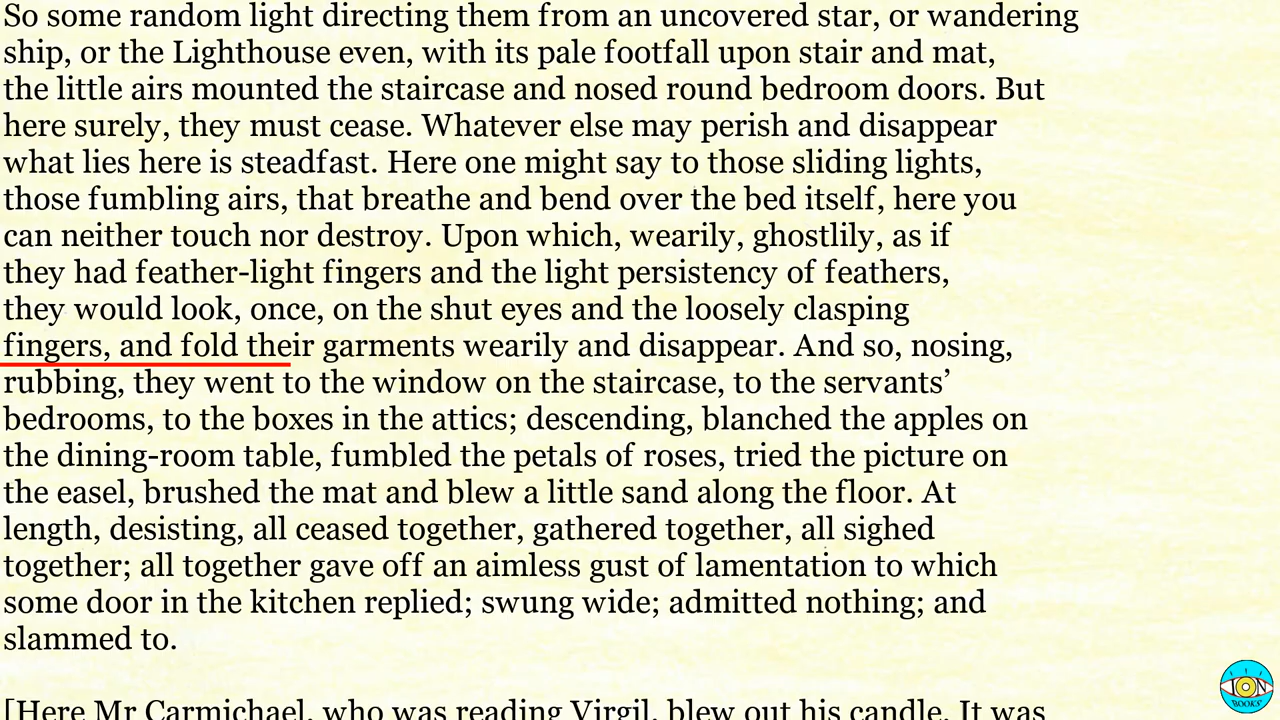 So some random light directing them from an uncovered star, or wandering
ship, or the Lighthouse even, with its pale footfall upon stair and mat,
the little airs mounted the staircase and nosed round bedroom doors. But
here surely, they must cease. Whatever else may perish and disappear
what lies here is steadfast. Here one might say to those sliding lights,
those fumbling airs, that breathe and bend over the bed itself, here you
can neither touch nor destroy. Upon which, wearily, ghostlily, as if
they had feather-light fingers and the light persistency of feathers,
they would look, once, on the shut eyes and the loosely clasping
fingers, and fold their garments wearily and disappear. And so, nosing,
rubbing, they went to the window on the staircase, to the servants’
bedrooms, to the boxes in the attics; descending, blanched the apples on
the dining-room table, fumbled the petals of roses, tried the picture on
the easel, brushed the mat and blew a little sand along the floor. At
length, desisting, all ceased together, gathered together, all sighed
together; all together gave off an aimless gust of lamentation to which
some door in the kitchen replied; swung wide; admitted nothing; and
slammed to.
[Here Mr Carmichael, who was reading Virgil, blew out his candle. It was
ION
BOOKS